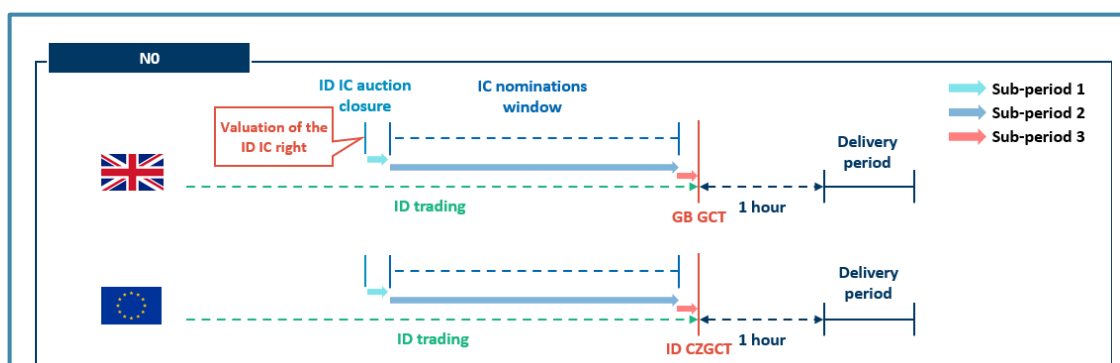 N0
ID IC auction
closure
IC nominations
window
Sub-period 1
Sub-period 2
Sub-period 3
Valuation of the
ID IC right
Delivery
period
ID trading
GB GCT
1 hour
Delivery
period
ID trading
ID CZGCT
1 hour